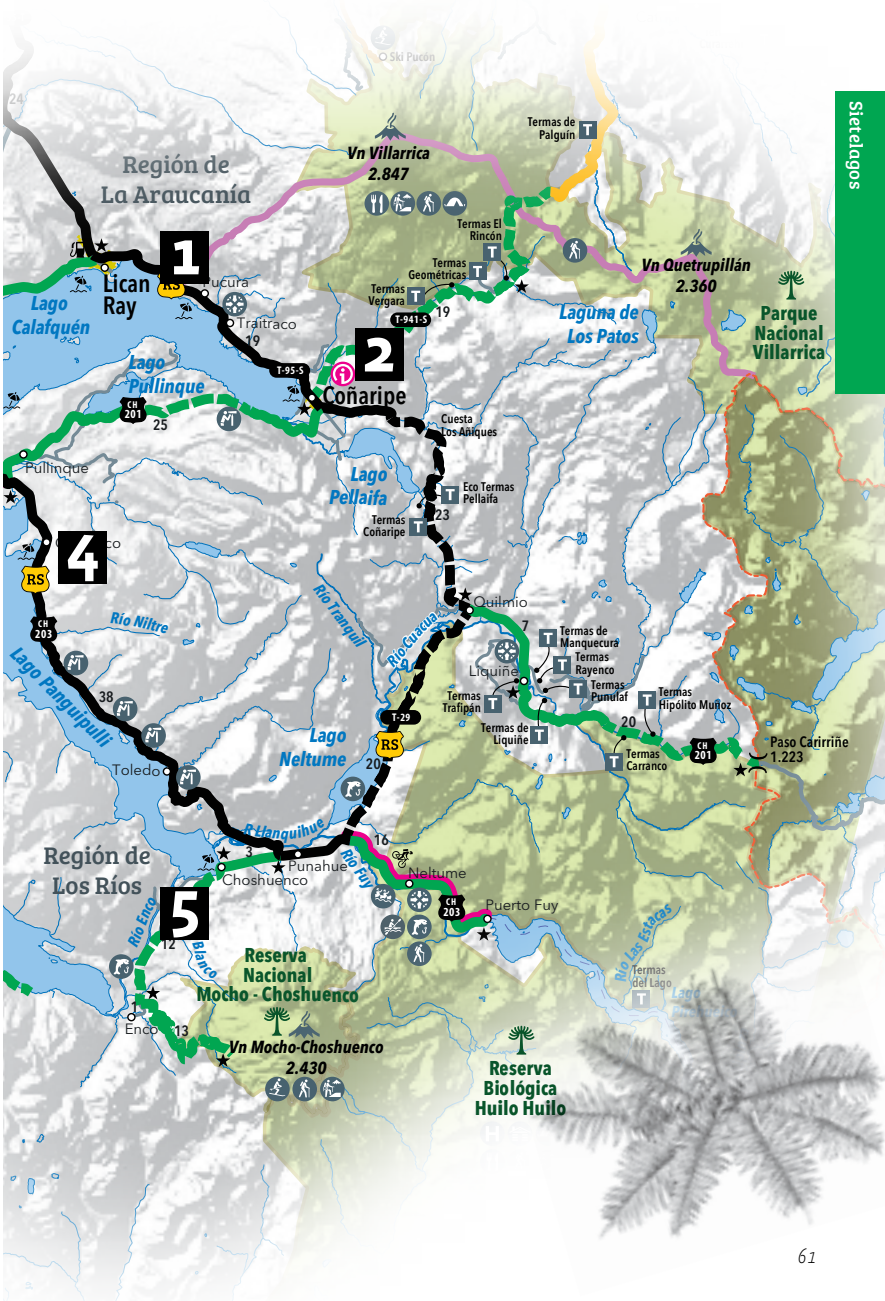 Ski Pucón
24
Sietelagos
Termas de
Palguín
T
Vn Villarrica
2.847
Región de
La Araucanía
Termas El
Rincón
T
Termas
Geométricas
T
Termas
Vergara
T
19
T-941-S
Vn Quetrupillán
2.360
Laguna de
Los Patos
Parque
Nacional
Villarrica
1
RS
Lican
Ray
Lago
Calafquén
Traitraco
19
T-95-S
2
i
Coñaripe
Lago
Pullinque
CH
201
25
Pullinque
Cuesta
Los Añiques
Lago
Pellaifa
T
Eco Termas
Pellaifa
Termas
Coñaripe
T
23
4
RS
CH
203
Río Niltre
Río Tranquil
Río Cuacua
Quilmío
7
T
Termas de
Manquecura
T
Termas
Rayenco
T
Termas
Punulaf
Liquiñe
Termas
Trafipán
T
Termas de
Liquiñe
T
T
Termas
Hipólito Muñoz
20
T
Termas
Carranco
CH
201
Paso Carirriñe
1.223
Lago Panguipulli
38
Toledo
Lago
Neltume
T-29
RS
20
R Llanquihue
3
Punahue
Choshuenco
16
Río Fuy
Neltume
CH
203
Puerto Fuy
Región de
Los Ríos
5
Río Enco
12
Blanco
Reserva
Nacional
Mocho - Choshuenco
1
Enco
13
Vn Mocho-Choshuenco
2.430
Río Las Estacas
Termas
del Lago
T
Lago
Reserva
Biológica
Huilo Huilo
61